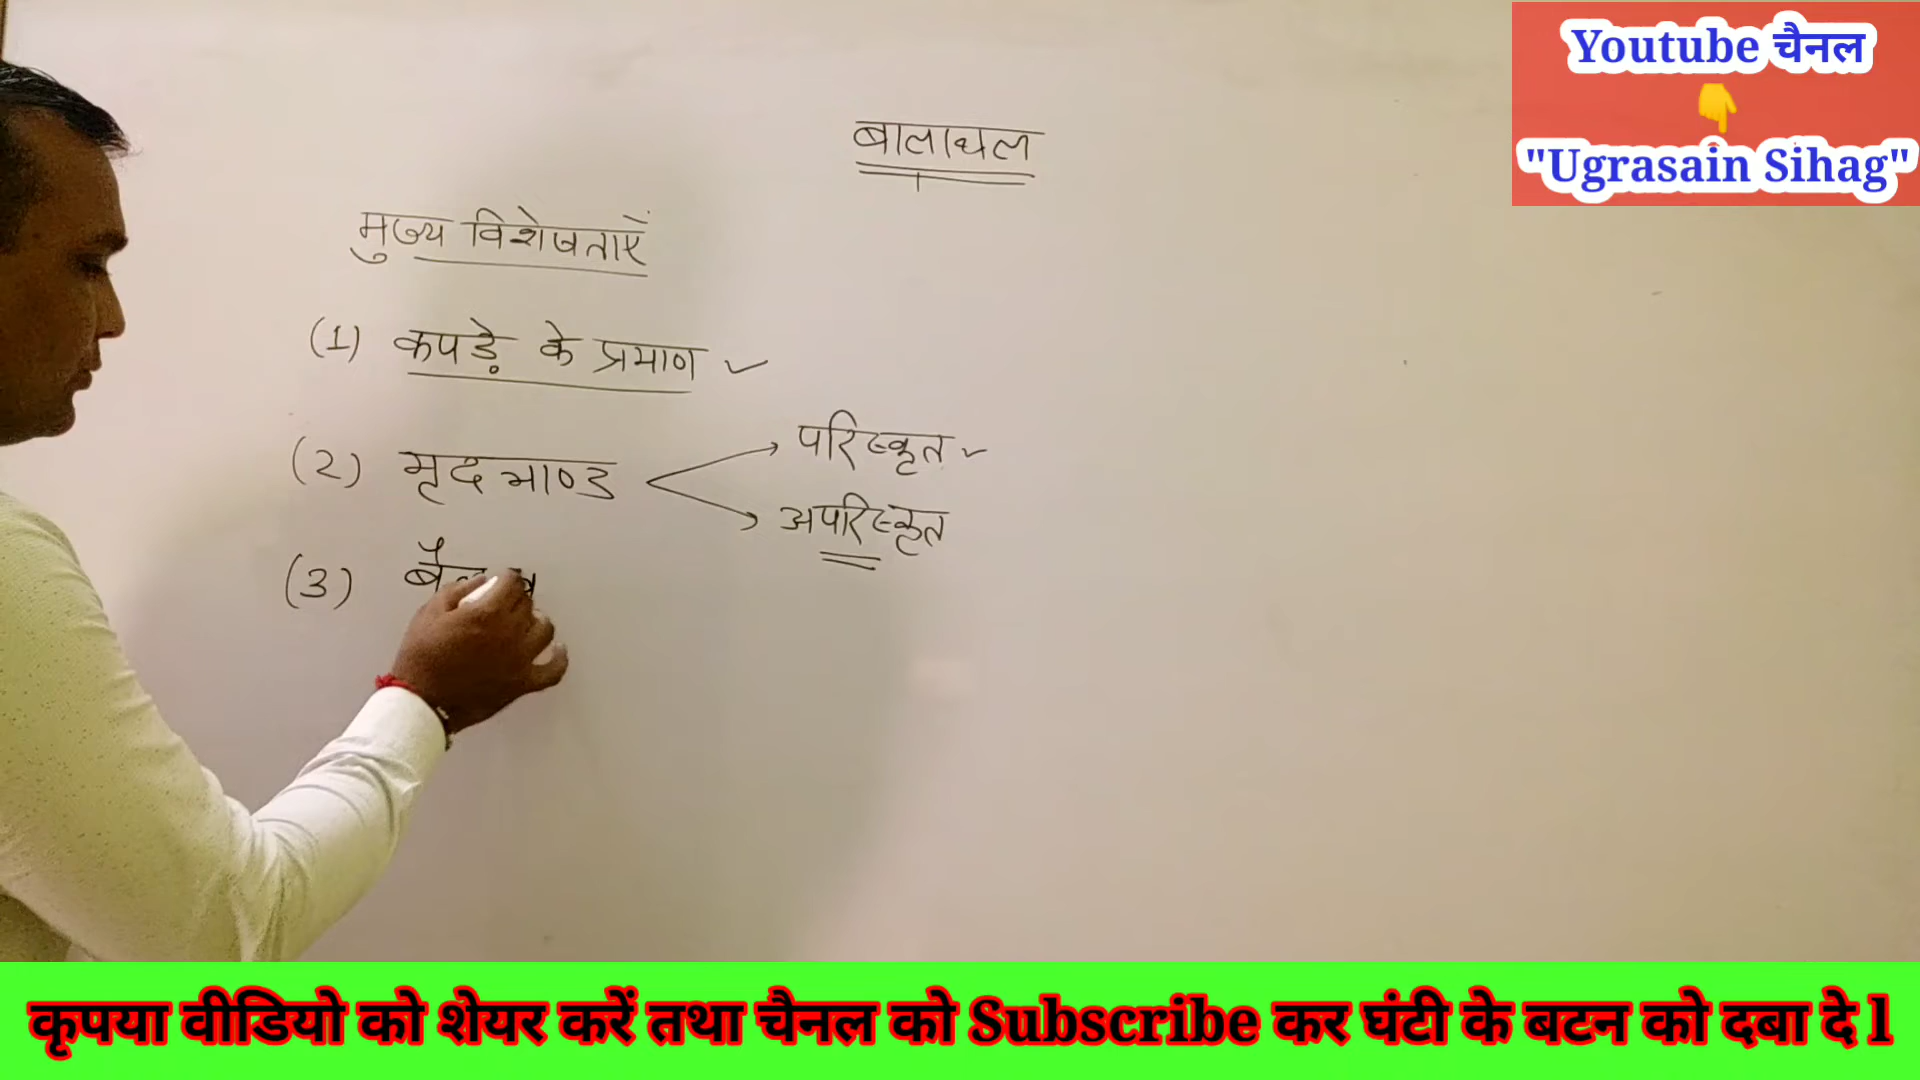 Youtube चैनल
"Ugrasain Sihag"
बालाथल
मुख्य विशेषताएँ
(1) कपड़े के प्रमाण
(2) मृदभाण्ड
परिस्कृत
अपरिस्कृत
(3)
कृपया वीडियो को शेयर करें तथा चैनल को Subscribe कर घंटी के बटन को दबा दे l